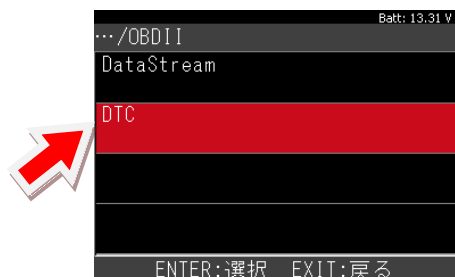 Batt: 13.31 V
…/OBDII
DataStream
DTC
ENTER:選択 EXIT:戻る